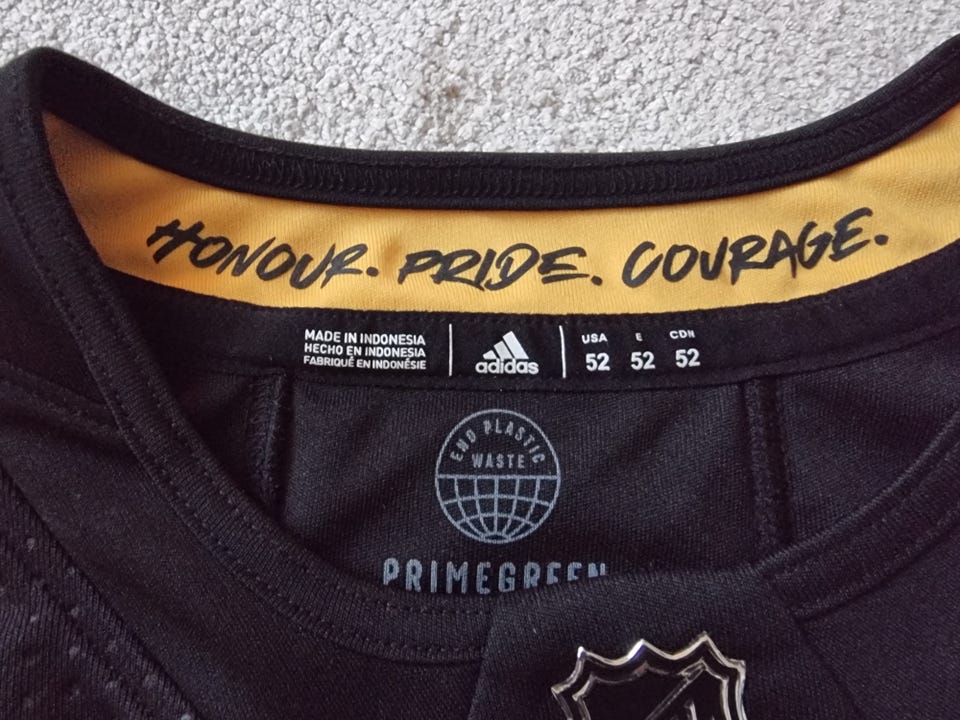 HONOUR. PRIDE. COURAGE.
MADE IN INDONESIA
HECHO EN INDONESIA
FABRIQUÉ EN INDONÉSIE
adidas
USA E CDN
52 52 52
END PLASTIC
WASTE
PRIMEGREEN